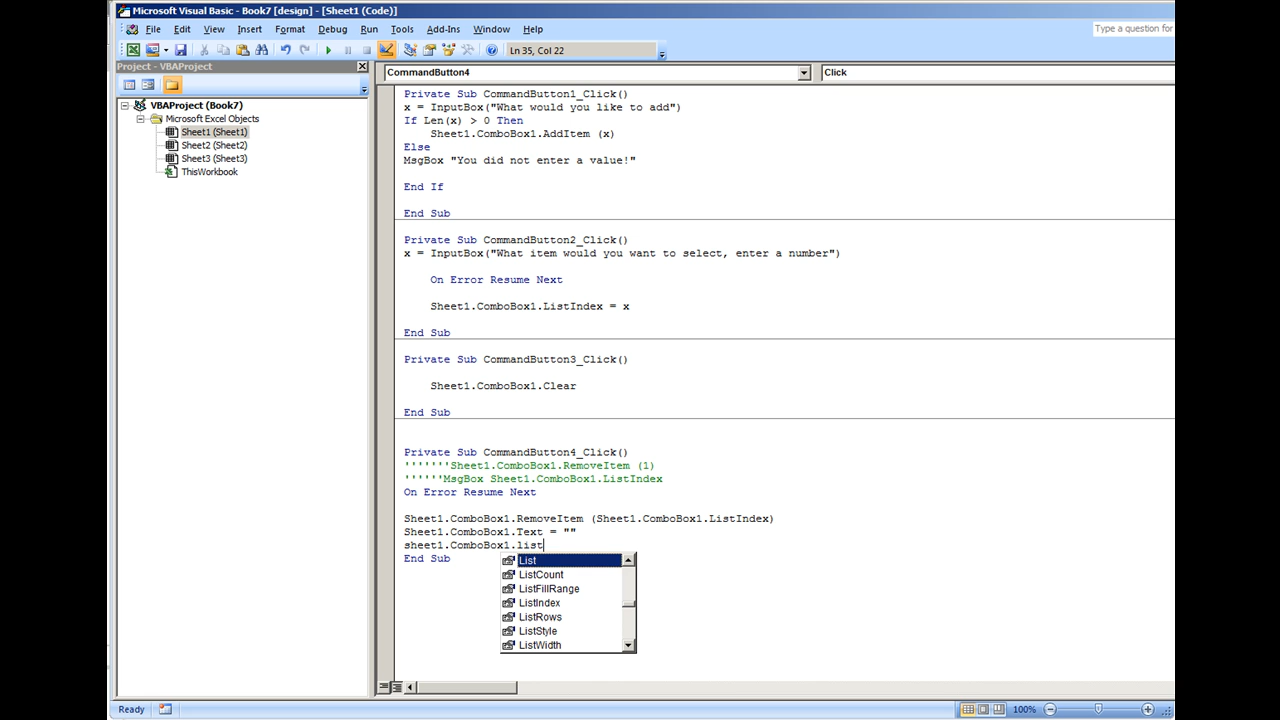 Microsoft Visual Basic - Book7 [design] - [Sheet1 (Code)]
File Edit View Insert Format Debug Run Tools Add-Ins Window Help
Type a question for
Ln 35, Col 22
Project - VBAProject
CommandButton4
Click
VBAProject (Book7)
Microsoft Excel Objects
Sheet1 (Sheet1)
Sheet2 (Sheet2)
Sheet3 (Sheet3)
ThisWorkbook
Private Sub CommandButton1_Click()
x = InputBox("What would you like to add")
If Len(x) > 0 Then
Sheet1.ComboBox1.AddItem (x)
Else
MsgBox "You did not enter a value!"
End If
End Sub
Private Sub CommandButton2_Click()
x = InputBox("What item would you want to select, enter a number")
On Error Resume Next
Sheet1.ComboBox1.ListIndex = x
End Sub
Private Sub CommandButton3_Click()
Sheet1.ComboBox1.Clear
End Sub
Private Sub CommandButton4_Click()
'''''''Sheet1.ComboBox1.RemoveItem (1)
''''''MsgBox Sheet1.ComboBox1.ListIndex
On Error Resume Next
Sheet1.ComboBox1.RemoveItem (Sheet1.ComboBox1.ListIndex)
Sheet1.ComboBox1.Text = ""
sheet1.ComboBox1.list
End Sub
List
ListCount
ListFillRange
ListIndex
ListRows
ListStyle
ListWidth
Ready
100%